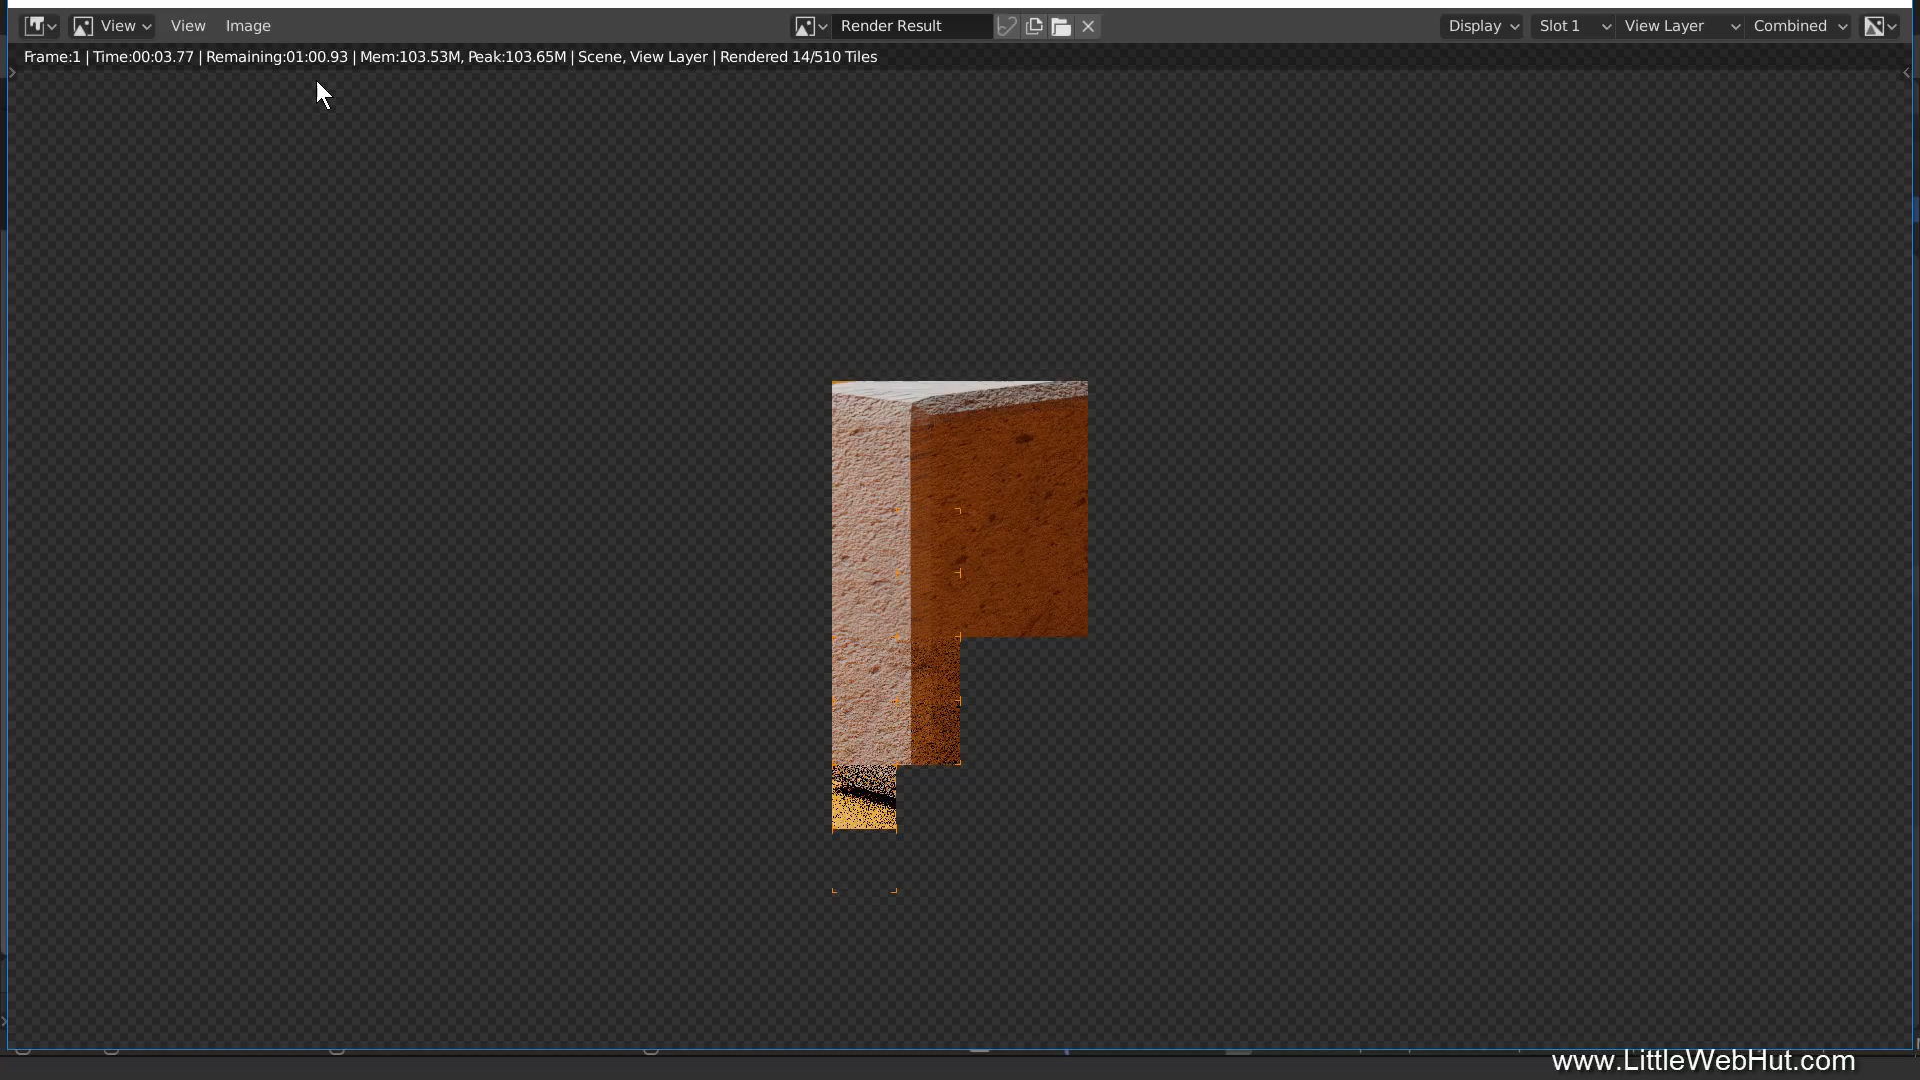 View View Image Render Result Display Slot 1 View Layer Combined
Frame:1 | Time:00:03.77 | Remaining:01:00.93 | Mem:103.53M, Peak:103.65M | Scene, View Layer | Rendered 14/510 Tiles
www.LittleWebHut.com